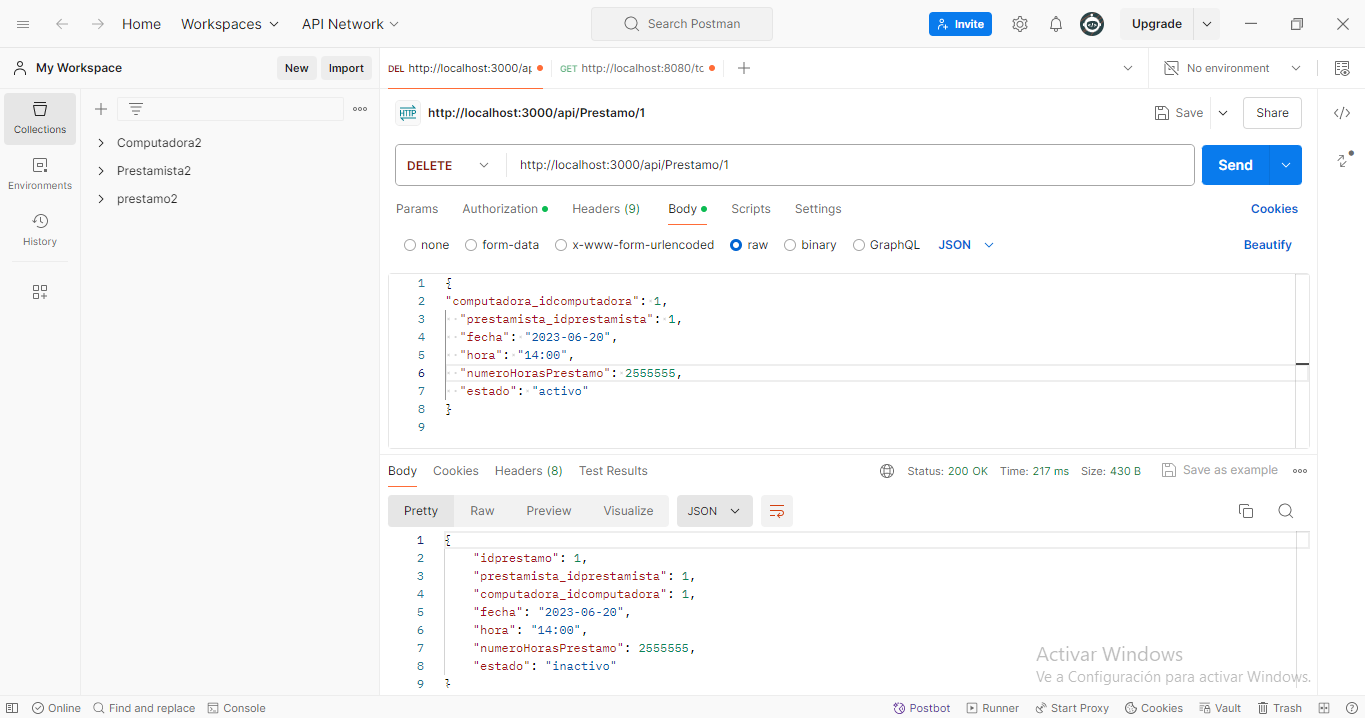 Home Workspaces API Network Search Postman Invite Upgrade
My Workspace New Import DEL http://localhost:3000/ap GET http://localhost:8080/tc No environment
Collections
Environments
History
Computadora2
Prestamista2
prestamo2
HTTP http://localhost:3000/api/Prestamo/1 Save Share
DELETE http://localhost:3000/api/Prestamo/1 Send
Params Authorization Headers (9) Body Scripts Settings Cookies
none form-data x-www-form-urlencoded raw binary GraphQL JSON Beautify
1 {
2 "computadora_idcomputadora": 1,
3 "prestamista_idprestamista": 1,
4 "fecha": "2023-06-20",
5 "hora": "14:00",
6 "numeroHorasPrestamo": 2555555,
7 "estado": "activo"
8 }
9
Body Cookies Headers (8) Test Results Status: 200 OK Time: 217 ms Size: 430 B Save as example
Pretty Raw Preview Visualize JSON
1 {
2 "idprestamo": 1,
3 "prestamista_idprestamista": 1,
4 "computadora_idcomputadora": 1,
5 "fecha": "2023-06-20",
6 "hora": "14:00",
7 "numeroHorasPrestamo": 2555555,
8 "estado": "inactivo"
9 }
Activar Windows
Ve a Configuración para activar Windows.
Online Find and replace Console Postbot Runner Start Proxy Cookies Vault Trash